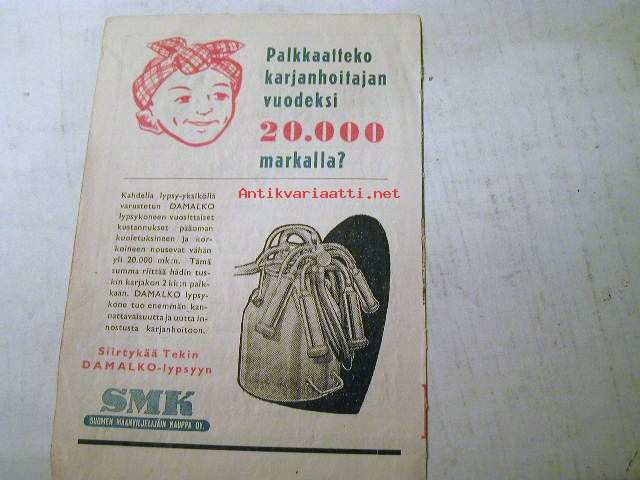 Palkkaatteko
karjanhoitajan
vuodeksi
20.000
markalla?
Antikvariaatti.net
Kahdella lypsy-yksiköllä
varustetun DAMALKO
lypsykoneen vuosittaiset
kustannukset pääoman
kuoletuksineen ja kor-
koineen nousevat vähän
yli 20.000 mk:n. Tämä
summa riittää hädin tus-
kin karjakon 2 kk:n palk-
kaan. DAMALKO lypsy-
kone tuo enemmän kan-
nattavaisuutta ja uutta in-
nostusta karjanhoitoon.
Siirtykää Tekin
DAMALKO-lypsyyn
SMK
SUOMEN MAANVILJELIJÄIN KAUPPA OY.